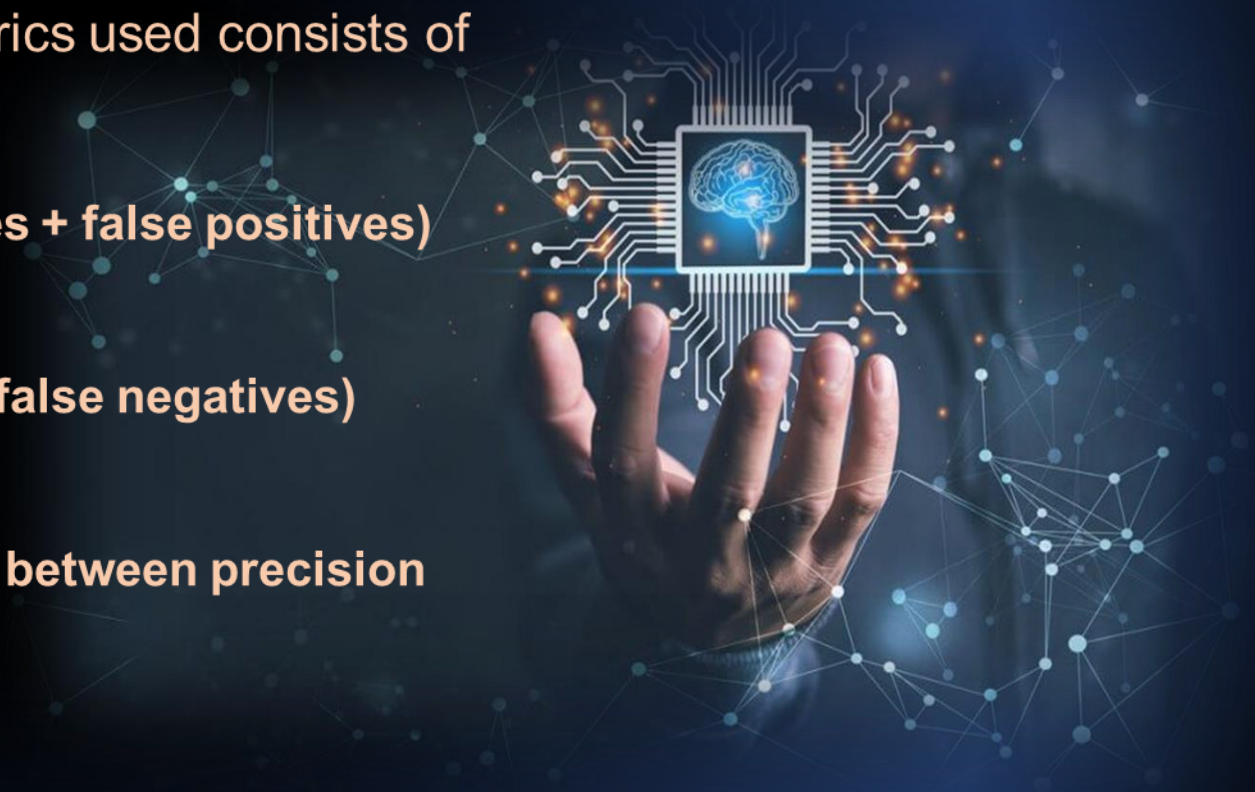 rics used consists of
es + false positives)
false negatives)
between precision